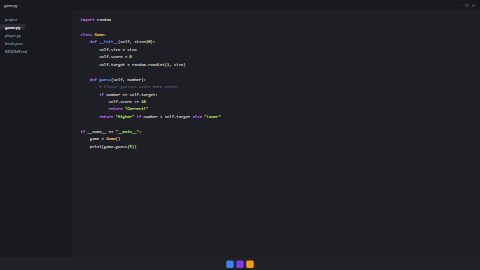 game.py
project
game.py
player.py
levels.json
README.md
import random
class Game:
def __init__(self, size=10):
self.size = size
self.score = 0
self.target = random.randint(1, size)
def guess(self, number):
# Closer guesses score more points
if number == self.target:
self.score += 10
return "Correct!"
return "Higher" if number < self.target else "Lower"
if __name__ == "__main__":
game = Game()
print(game.guess(5))